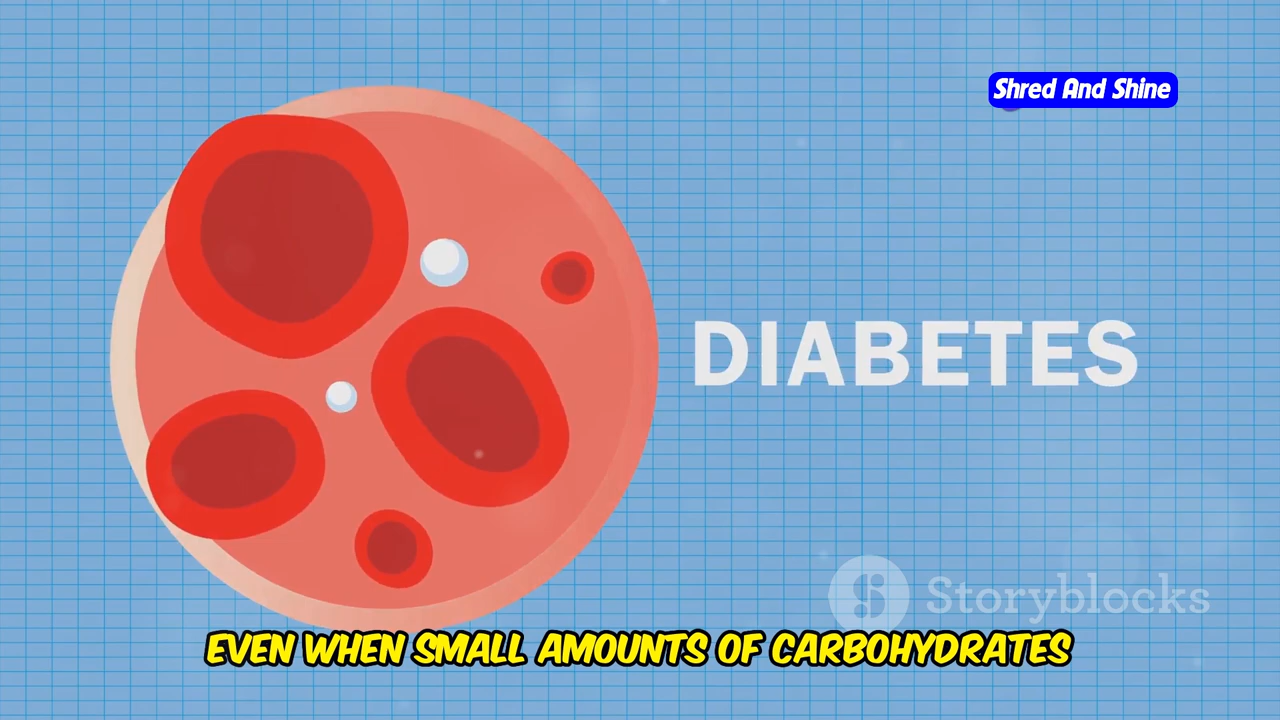 Shred And Shine
DIABETES
Storyblocks
EVEN WHEN SMALL AMOUNTS OF CARBOHYDRATES